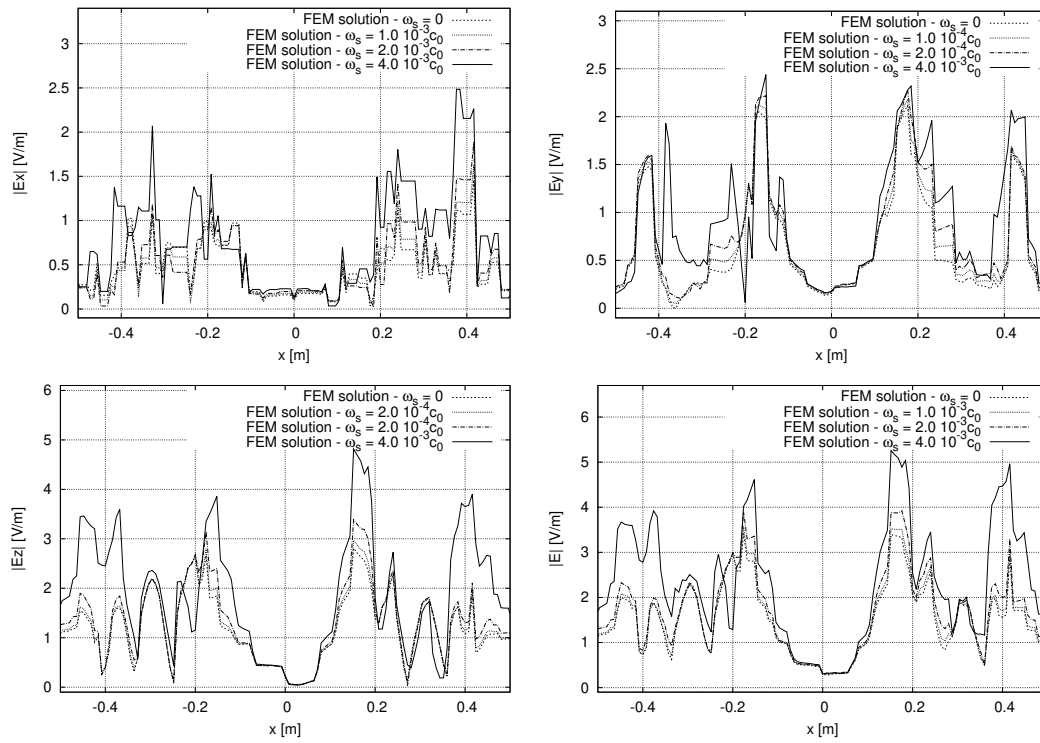 FEM solution - ωs = 0
FEM solution - ωs = 1.0 10-3c0
FEM solution - ωs = 2.0 10-3c0
FEM solution - ωs = 4.0 10-3c0
3
2.5
2
1.5
1
0.5
0
|Ex| [V/m]
-0.4 -0.2 0 0.2 0.4
x [m]
FEM solution - ωs = 0
FEM solution - ωs = 1.0 10-4c0
FEM solution - ωs = 2.0 10-4c0
FEM solution - ωs = 4.0 10-3c0
3
2.5
2
1.5
1
0.5
0
|Ey| [V/m]
-0.4 -0.2 0 0.2 0.4
x [m]
FEM solution - ωs = 0
FEM solution - ωs = 2.0 10-4c0
FEM solution - ωs = 2.0 10-4c0
FEM solution - ωs = 4.0 10-3c0
6
5
4
3
2
1
0
|Ez| [V/m]
-0.4 -0.2 0 0.2 0.4
x [m]
FEM solution - ωs = 0
FEM solution - ωs = 1.0 10-3c0
FEM solution - ωs = 2.0 10-3c0
FEM solution - ωs = 4.0 10-3c0
6
5
4
3
2
1
0
|E| [V/m]
-0.4 -0.2 0 0.2 0.4
x [m]